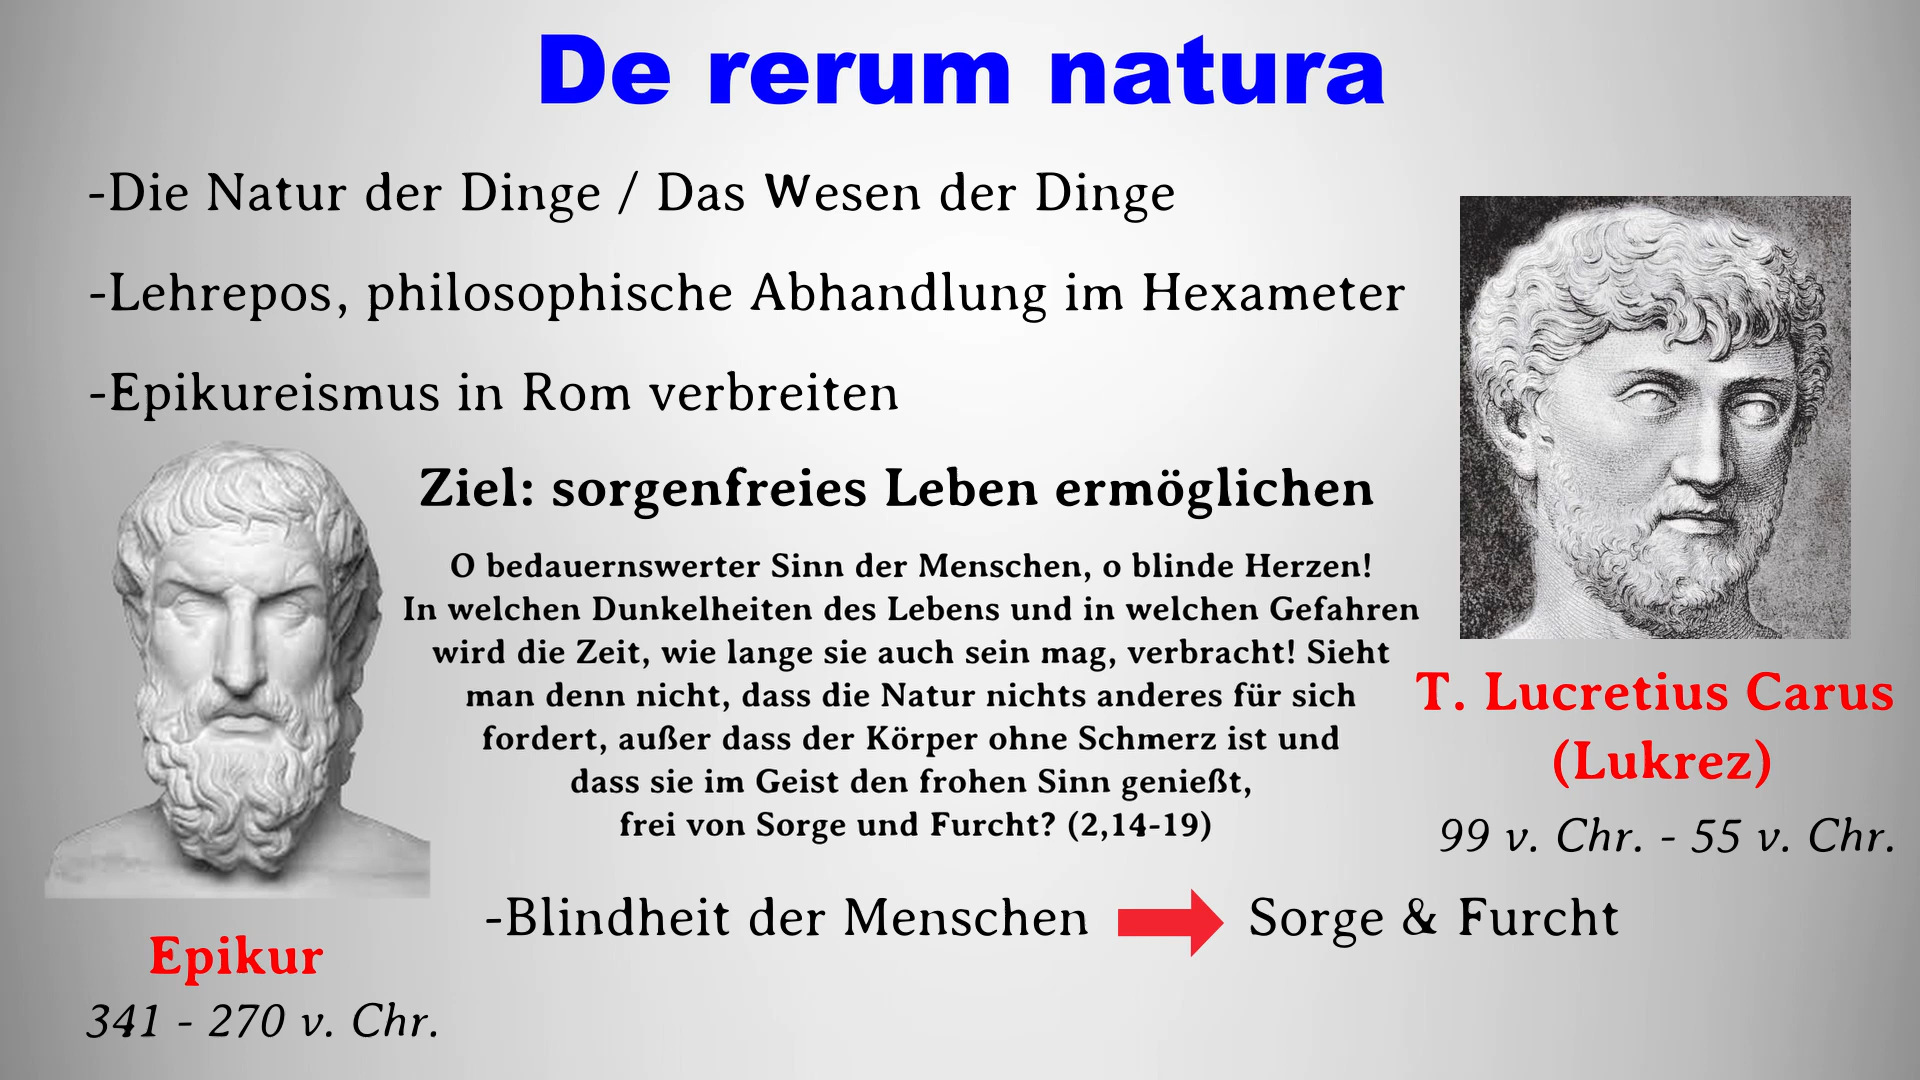 De rerum natura
-Die Natur der Dinge / Das Wesen der Dinge
-Lehrepos, philosophische Abhandlung im Hexameter
-Epikureismus in Rom verbreiten
Ziel: sorgenfreies Leben ermöglichen
O bedauernswerter Sinn der Menschen, o blinde Herzen!
In welchen Dunkelheiten des Lebens und in welchen Gefahren
wird die Zeit, wie lange sie auch sein mag, verbracht! Sieht
man denn nicht, dass die Natur nichts anderes für sich
fordert, außer dass der Körper ohne Schmerz ist und
dass sie im Geist den frohen Sinn genießt,
frei von Sorge und Furcht? (2,14-19)
T. Lucretius Carus
(Lukrez)
99 v. Chr. - 55 v. Chr.
-Blindheit der Menschen Sorge & Furcht
Epikur
341 - 270 v. Chr.